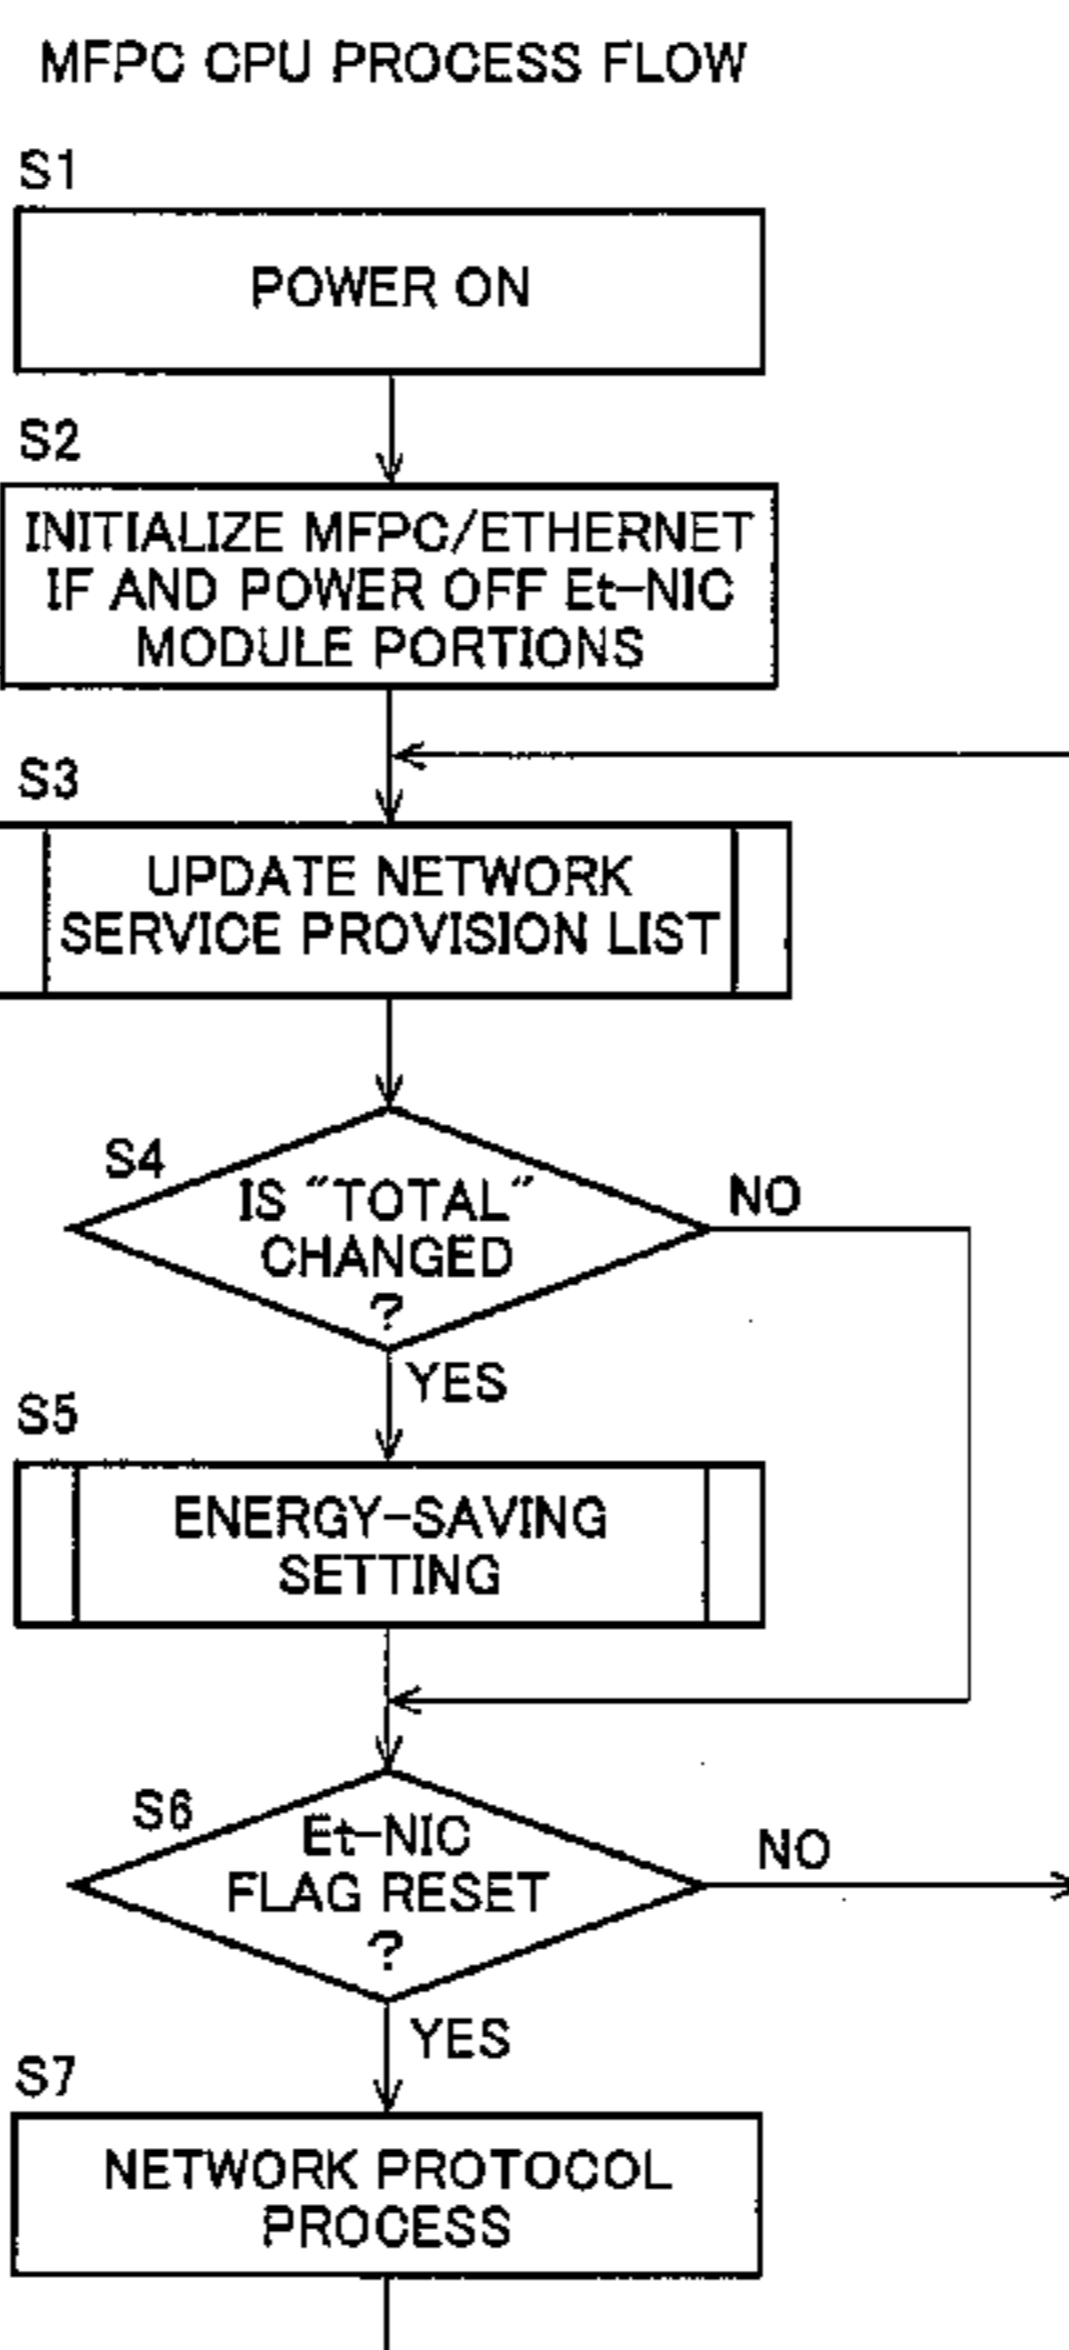 MFPC CPU PROCESS FLOW
S1
POWER ON
S2
INITIALIZE MFPC/ETHERNET
IF AND POWER OFF Et-NIC
MODULE PORTIONS
S3
UPDATE NETWORK
SERVICE PROVISION LIST
S4
IS "TOTAL"
CHANGED
?
NO
YES
S5
ENERGY-SAVING
SETTING
S6
Et-NIC
FLAG RESET
?
NO
YES
S7
NETWORK PROTOCOL
PROCESS